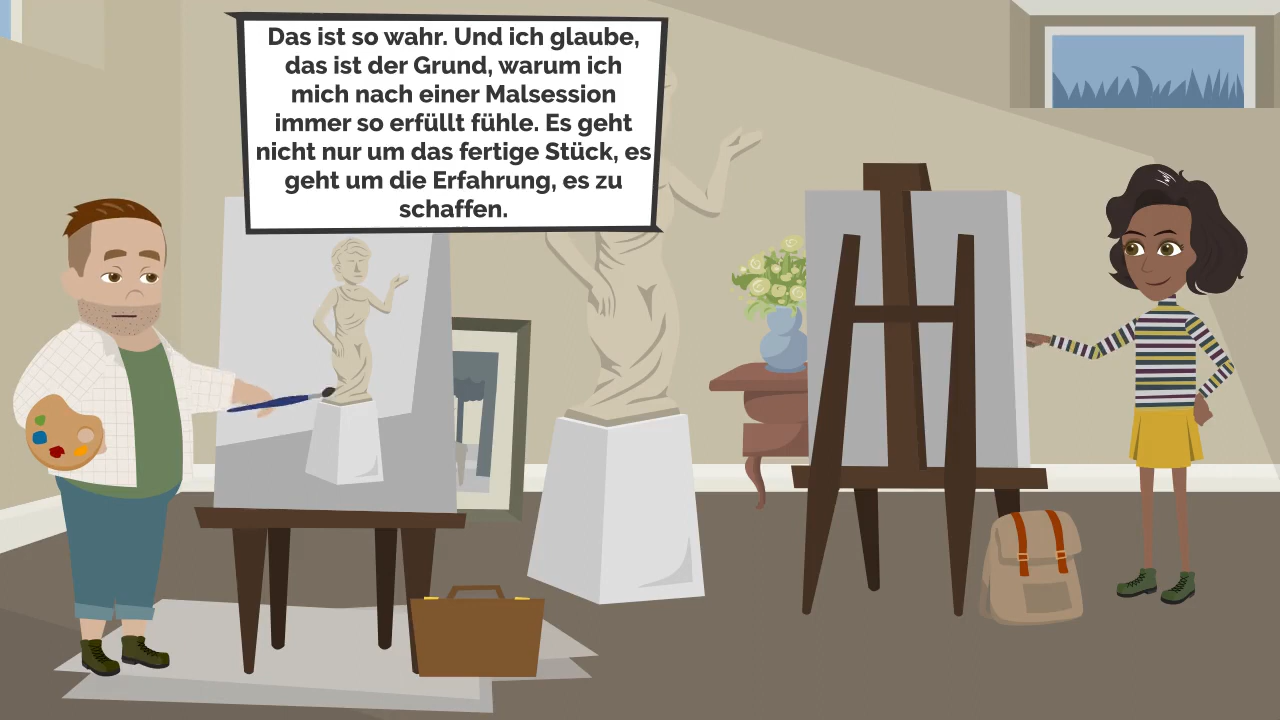 Das ist so wahr. Und ich glaube,
das ist der Grund, warum ich
mich nach einer Malsession
immer so erfüllt fühle. Es geht
nicht nur um das fertige Stück, es
geht um die Erfahrung, es zu
schaffen.